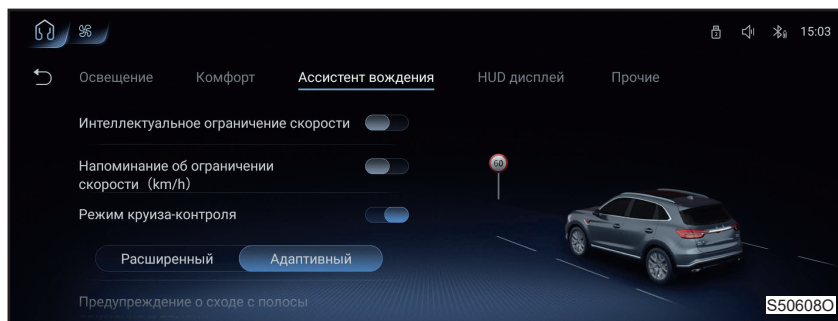 2 15:03
Освещение Комфорт Ассистент вождения HUD дисплей Прочие
Интеллектуальное ограничение скорости
Напоминание об ограничении
скорости (km/h)
60
Режим круиза-контроля
Расширенный Адаптивный
Предупреждение о сходе с полосы
S50608O